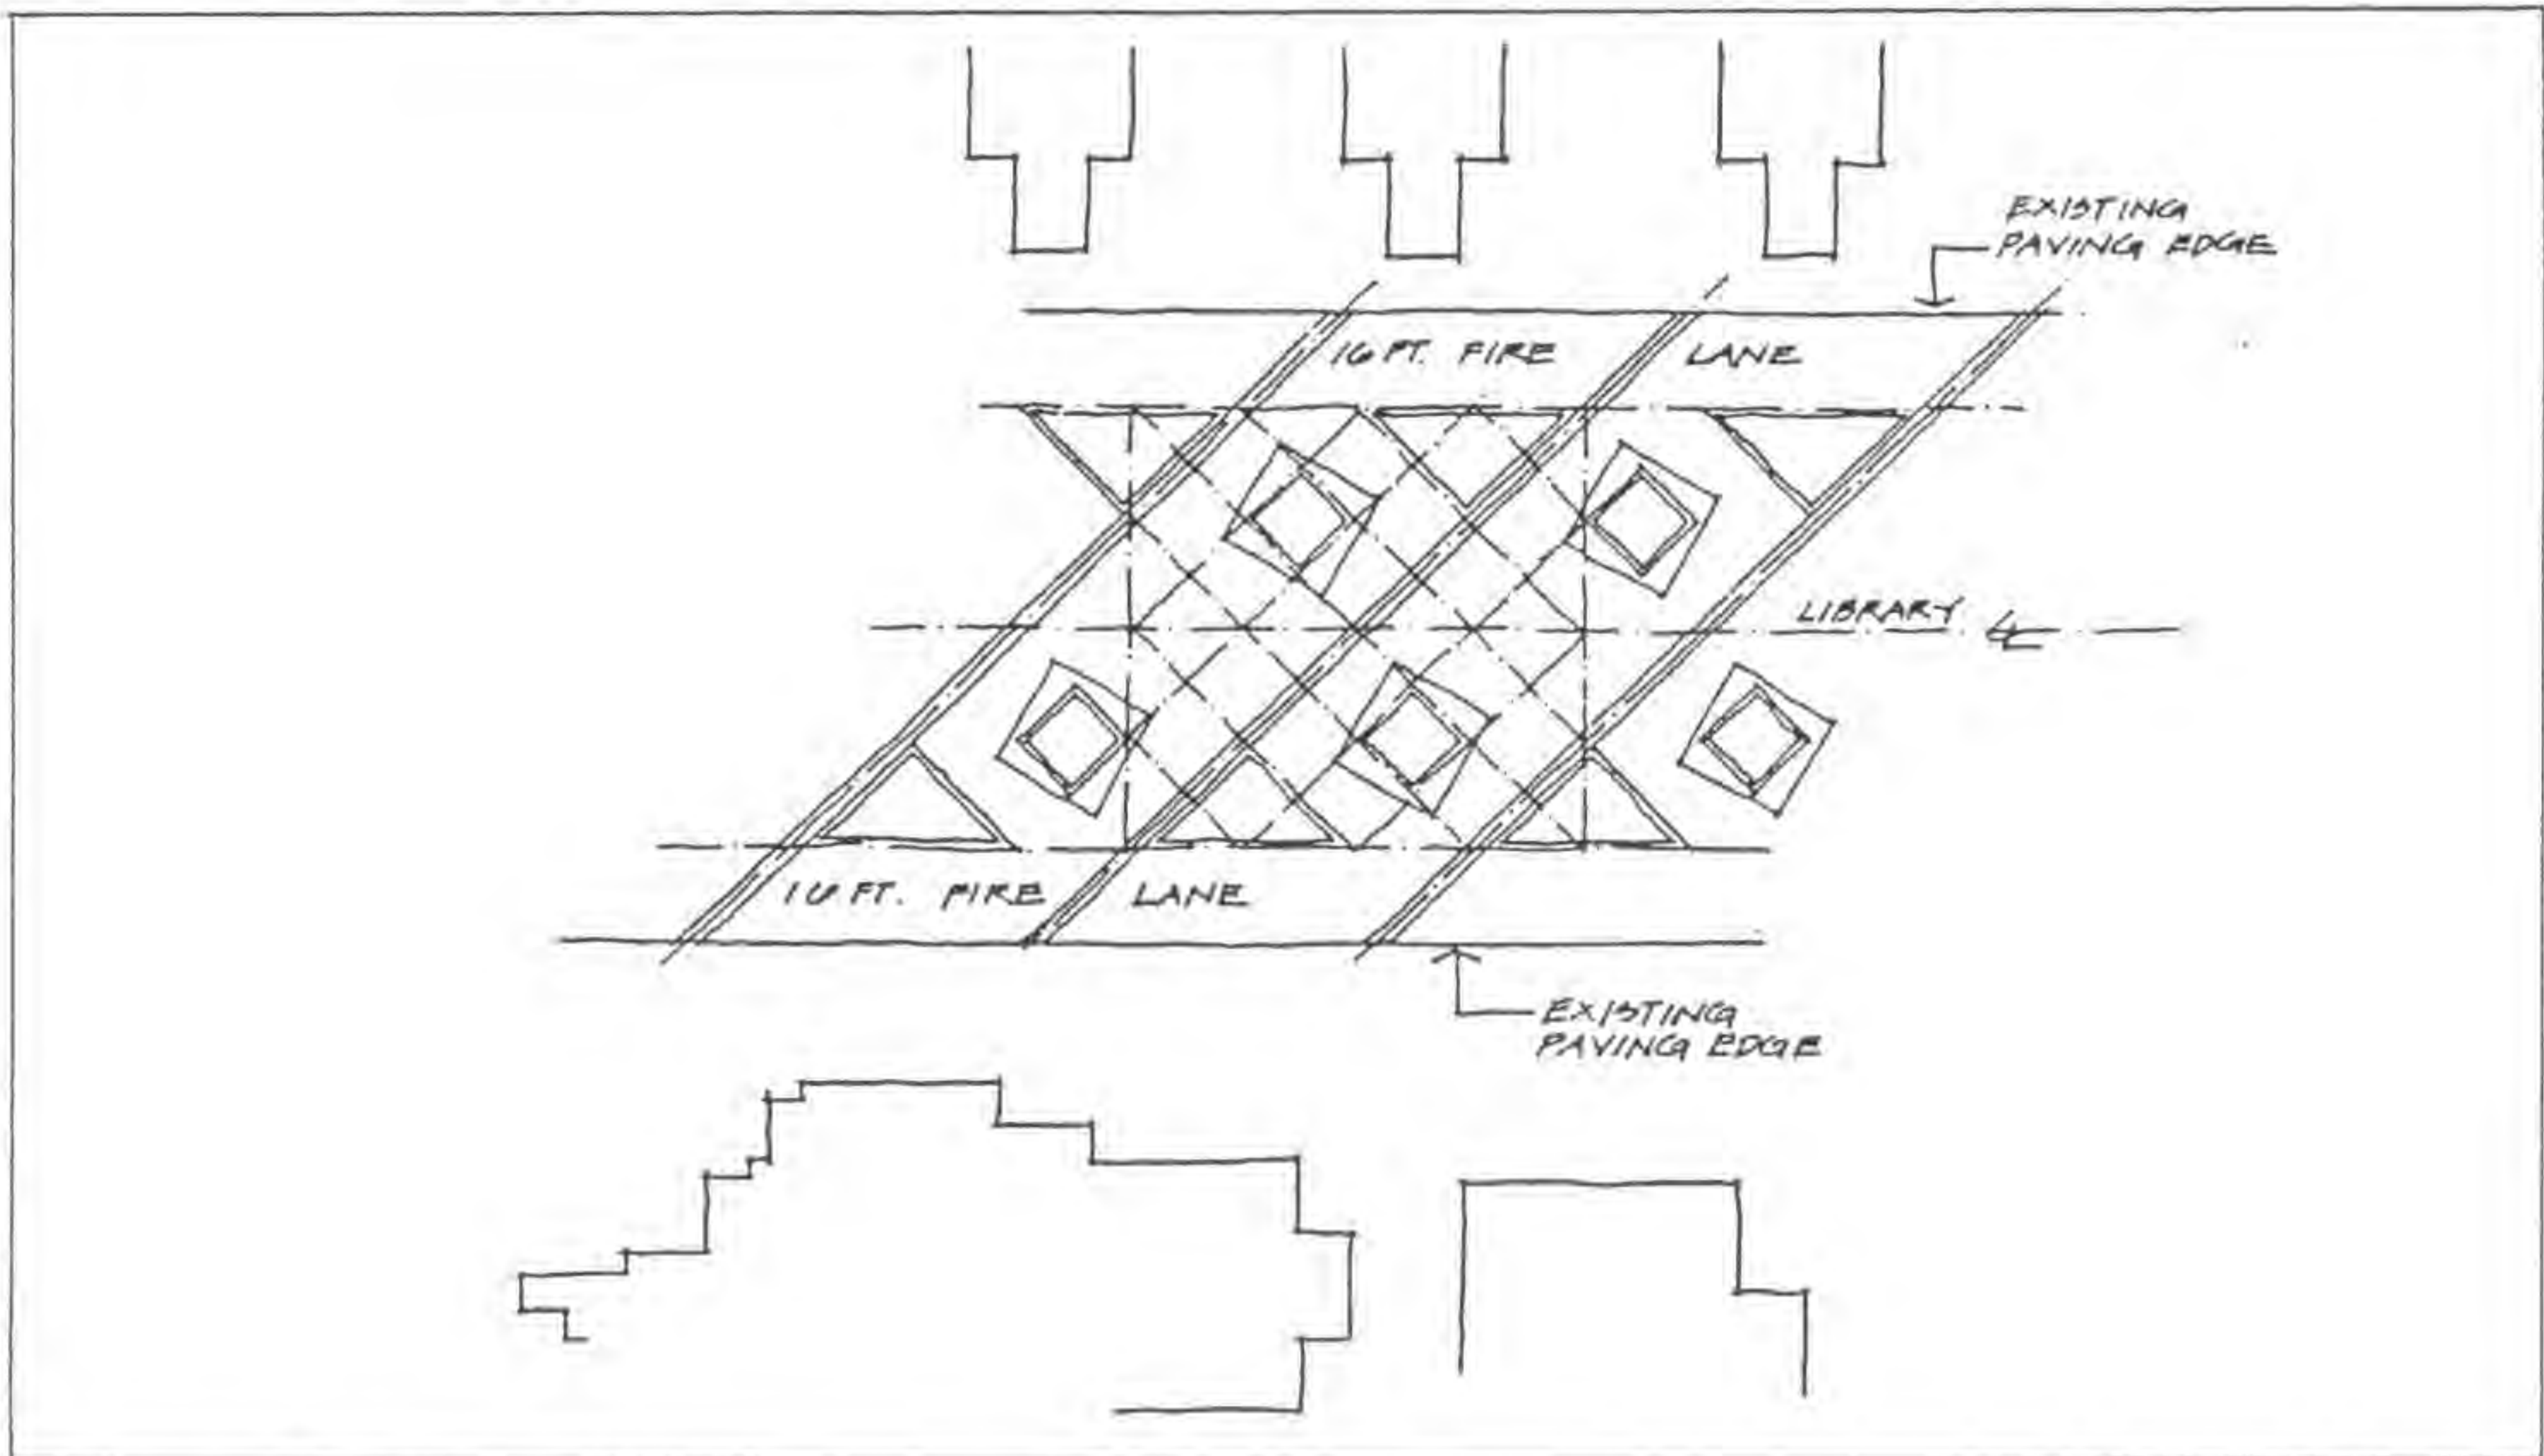 EXISTING
PAVING EDGE
16 FT. FIRE LANE
LIBRARY ℄
16 FT. FIRE LANE
EXISTING
PAVING EDGE